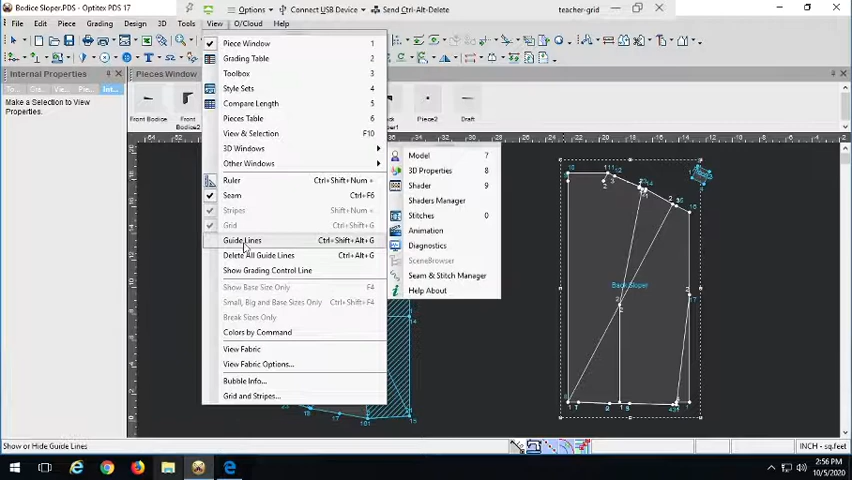 Options
Connect USB Device
Send Ctrl-Alt-Delete
teacher-grid
Bodice Sloper.PDS - Optitex PDS 17
File Edit Piece Grading Design 3D Tools View O/Cloud Help
Internal Properties
Make a Selection to View
Properties.
Pieces Window
Front Bodice
Front
Bodice2
Piece2
Draft
Piece Window 1
Grading Table 2
Toolbox 3
Style Sets 4
Compare Length 5
Pieces Table 6
View & Selection F10
3D Windows
Other Windows
Ruler Ctrl+Shift+Num +
Seam Ctrl+F6
Stripes Shift+Num +
Grid Ctrl+Shift+G
Guide Lines Ctrl+Shift+Alt+G
Delete All Guide Lines Ctrl+Alt+G
Show Grading Control Line
Show Base Size Only F4
Small, Big and Base Sizes Only Ctrl+Shift+F4
Break Sizes Only
Colors by Command
View Fabric
View Fabric Options...
Bubble Info...
Grid and Stripes...
Model 7
3D Properties 8
Shader 9
Shaders Manager
Stitches 0
Animation
Diagnostics
SceneBrowser
Seam & Stitch Manager
Help About
Back Sloper
Show or Hide Guide Lines
INCH - sq.feet
2:56 PM
10/5/2020